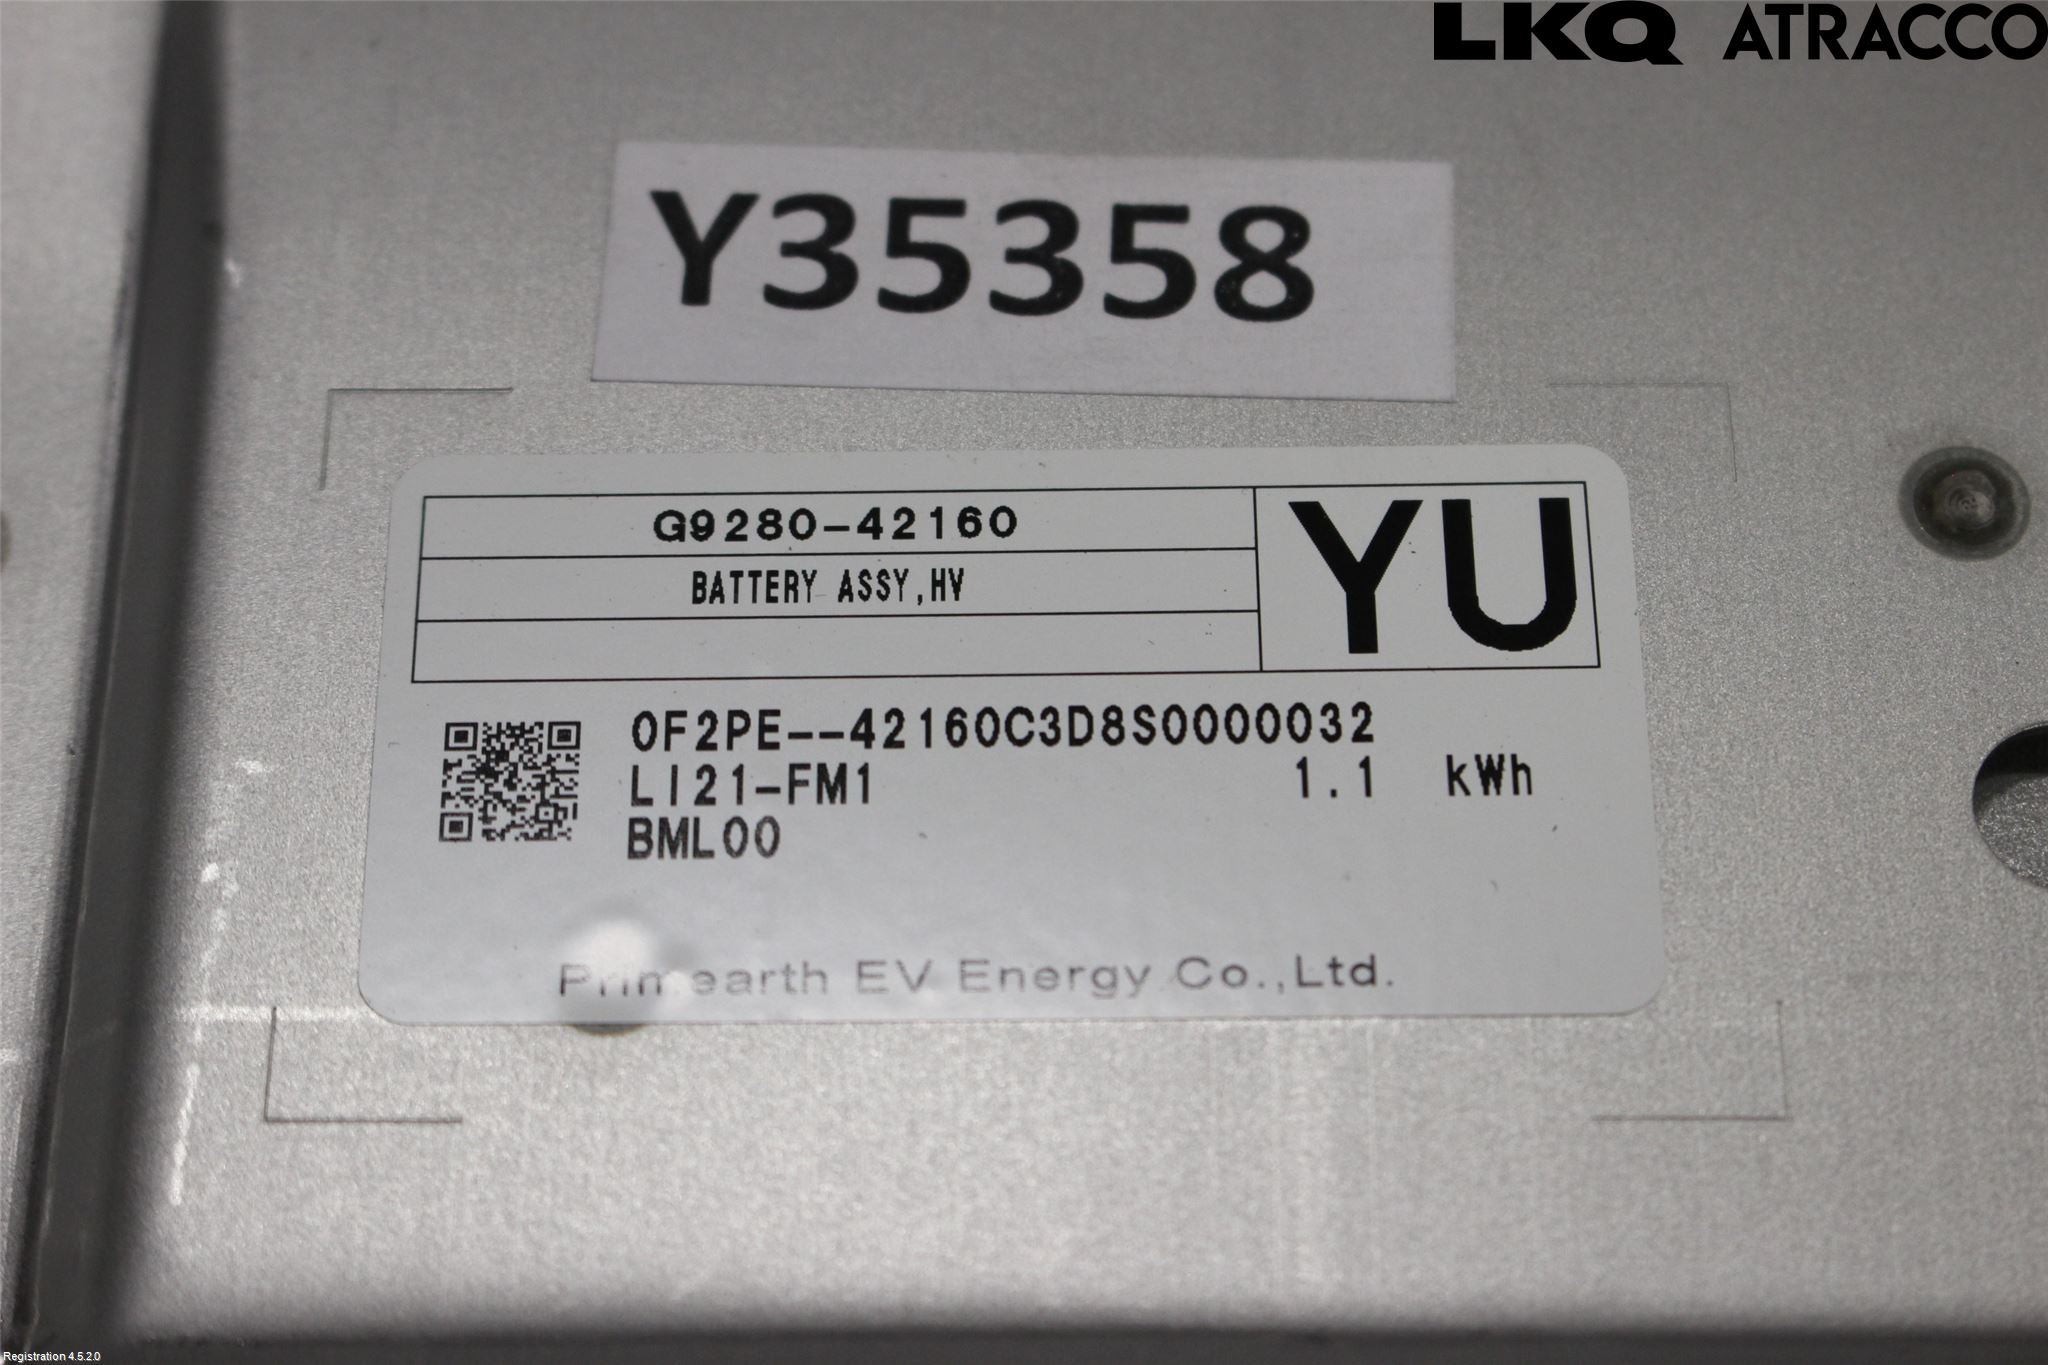 LKQ ATRACCO
Y35358
G9280-42160
YU
BATTERY ASSY,HV
0F2PE--42160C3D8S0000032
LI21-FM1 1.1 kWh
BML00
Primearth EV Energy Co.,Ltd.
Registration 4.5.2.0